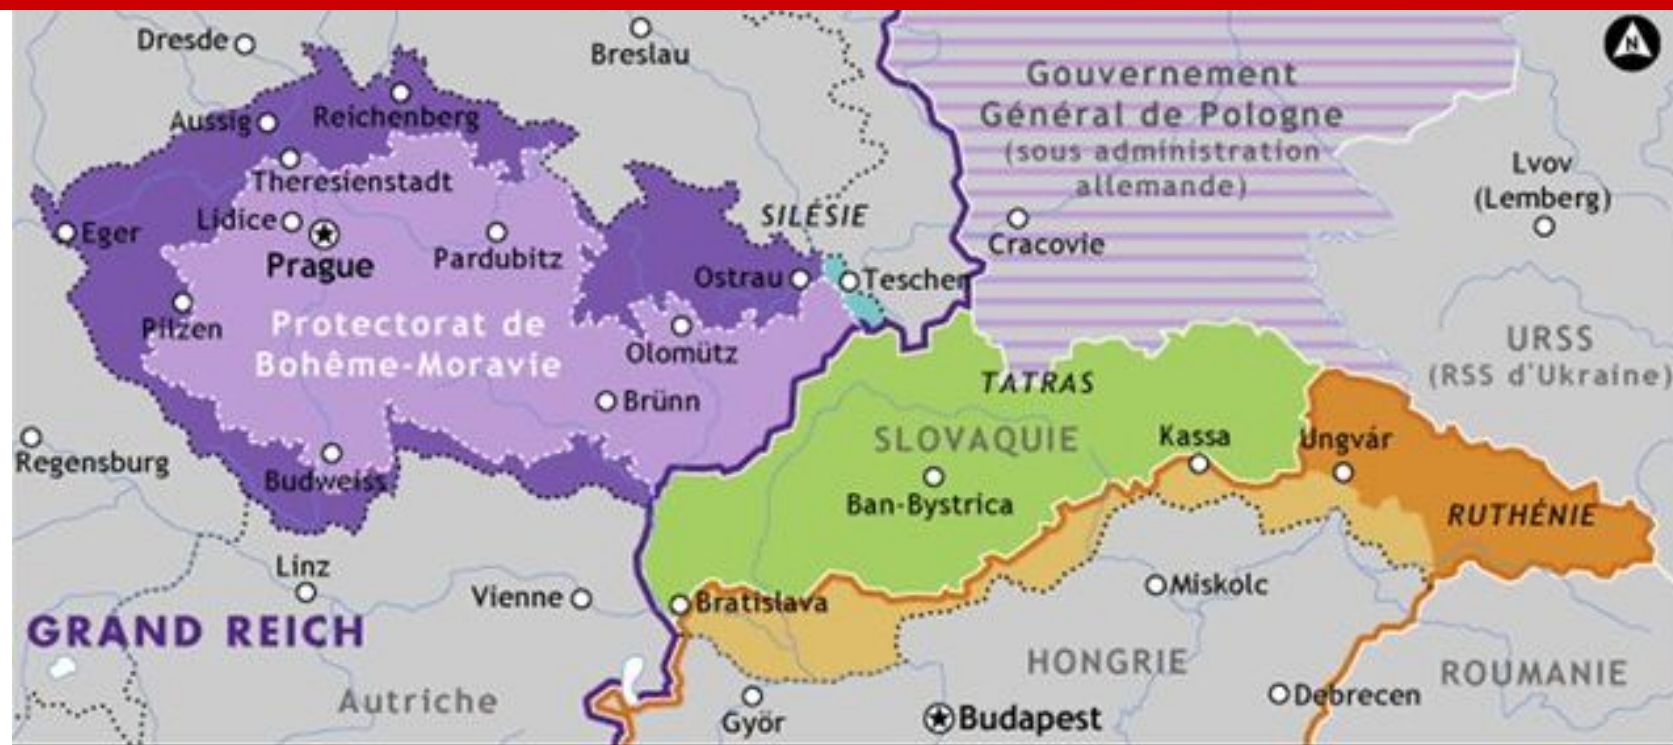 Dresde
Breslau
N
Gouvernement
Général de Pologne
(sous administration
allemande)
Aussig
Reichenberg
Lvov
(Lemberg)
Theresienstadt
Lidice
SILÉSIE
Eger
Prague
Pardubitz
Cracovie
Ostrau
Teschen
Pilzen
Protectorat de
Bohême-Moravie
Olomütz
URSS
(RSS d'Ukraine)
TATRAS
Brünn
SLOVAQUIE
Kassa
Ungvár
Regensburg
Budweiss
Ban-Bystrica
RUTHÉNIE
Linz
Vienne
Bratislava
Miskolc
GRAND REICH
HONGRIE
ROUMANIE
Autriche
Györ
Budapest
Debrecen